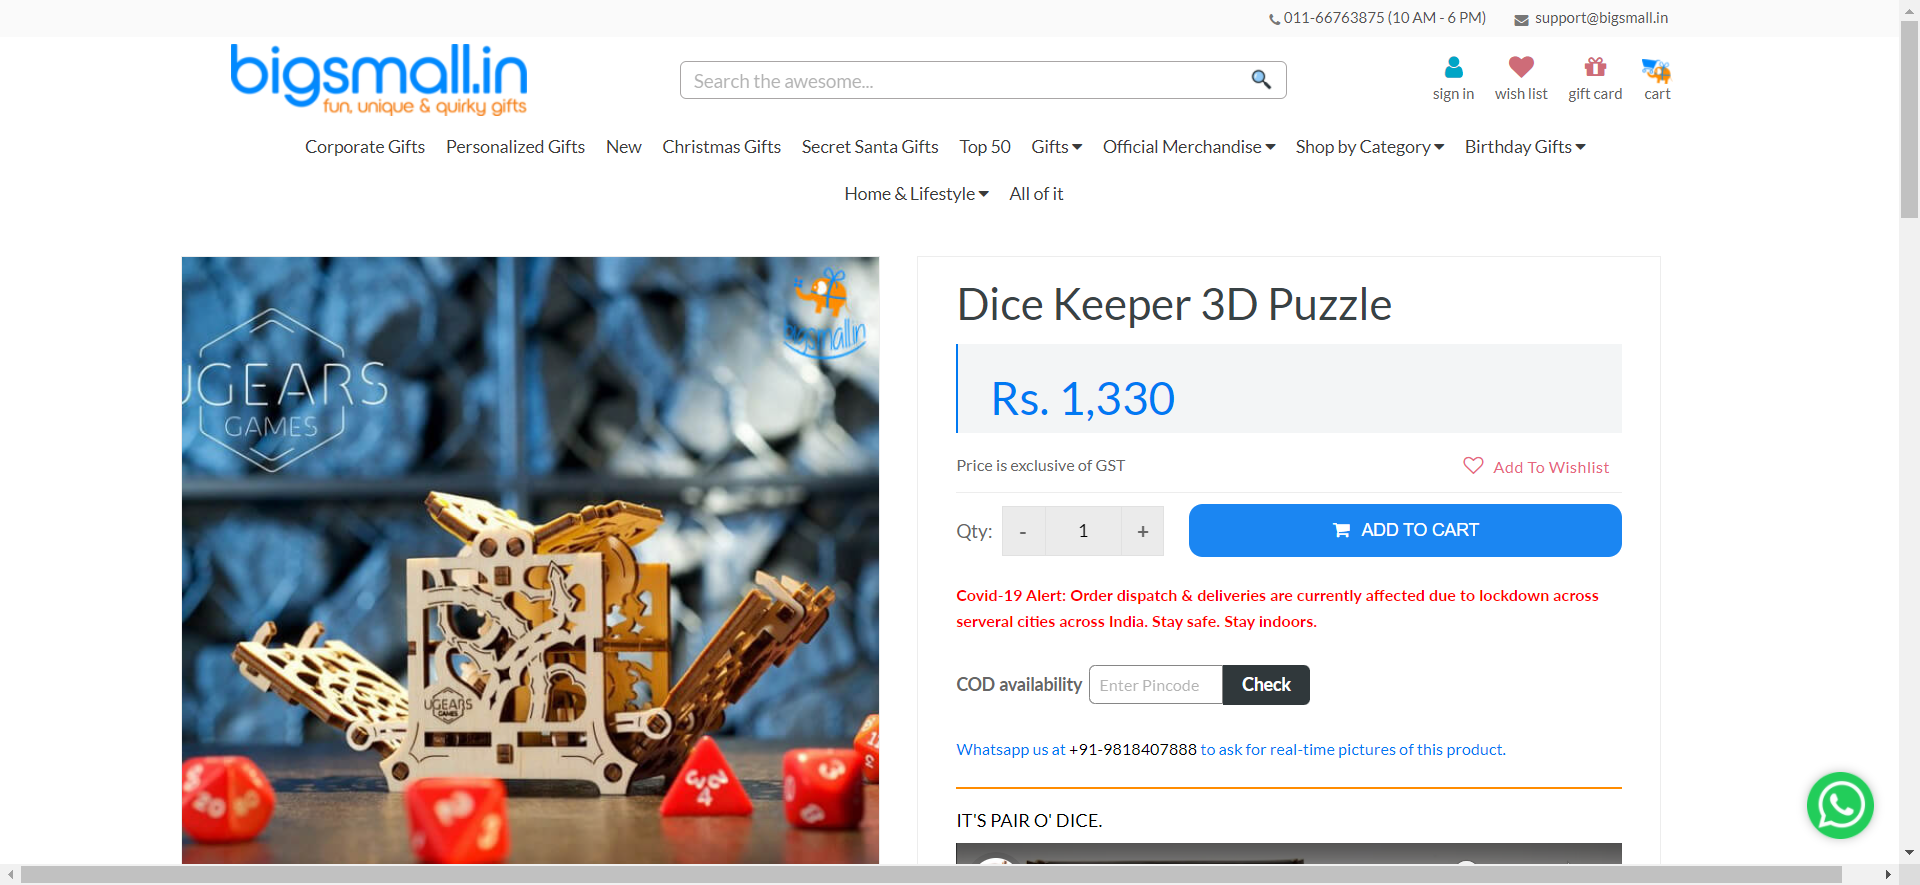 011-66763875 (10 AM - 6 PM) support@bigsmall.in
bigsmall.in
fun, unique & quirky gifts
Search the awesome...
sign in wish list gift card cart
Corporate Gifts Personalized Gifts New Christmas Gifts Secret Santa Gifts Top 50 Gifts Official Merchandise Shop by Category Birthday Gifts
Home & Lifestyle All of it
bigsmall.in
UGEARS
GAMES
UGEARS
GAMES
20
4
Dice Keeper 3D Puzzle
Rs. 1,330
Price is exclusive of GST
Add To Wishlist
Qty: - 1 + ADD TO CART
Covid-19 Alert: Order dispatch & deliveries are currently affected due to lockdown across
serveral cities across India. Stay safe. Stay indoors.
COD availability Enter Pincode Check
Whatsapp us at +91-9818407888 to ask for real-time pictures of this product.
IT'S PAIR O' DICE.